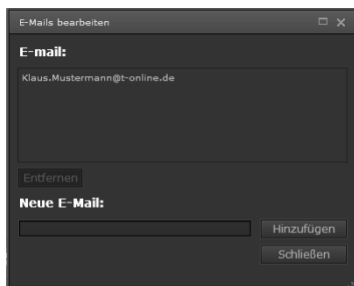 E-Mails bearbeiten
E-mail:
Klaus.Mustermann@t-online.de
Entfernen
Neue E-Mail:
Hinzufügen
Schließen